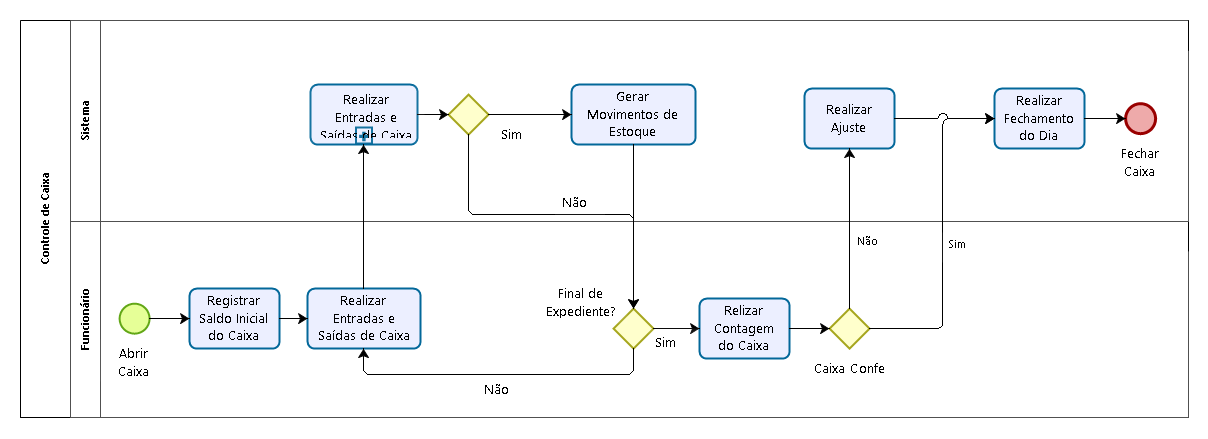 Controle de Caixa
Sistema
Realizar
Entradas e
Saídas de Caixa
Sim
Não
Gerar
Movimentos de
Estoque
Realizar
Ajuste
Realizar
Fechamento
do Dia
Fechar
Caixa
Funcionário
Abrir
Caixa
Registrar
Saldo Inicial
do Caixa
Realizar
Entradas e
Saídas de Caixa
Final de
Expediente?
Sim
Não
Relizar
Contagem
do Caixa
Caixa Confe
Não
Sim